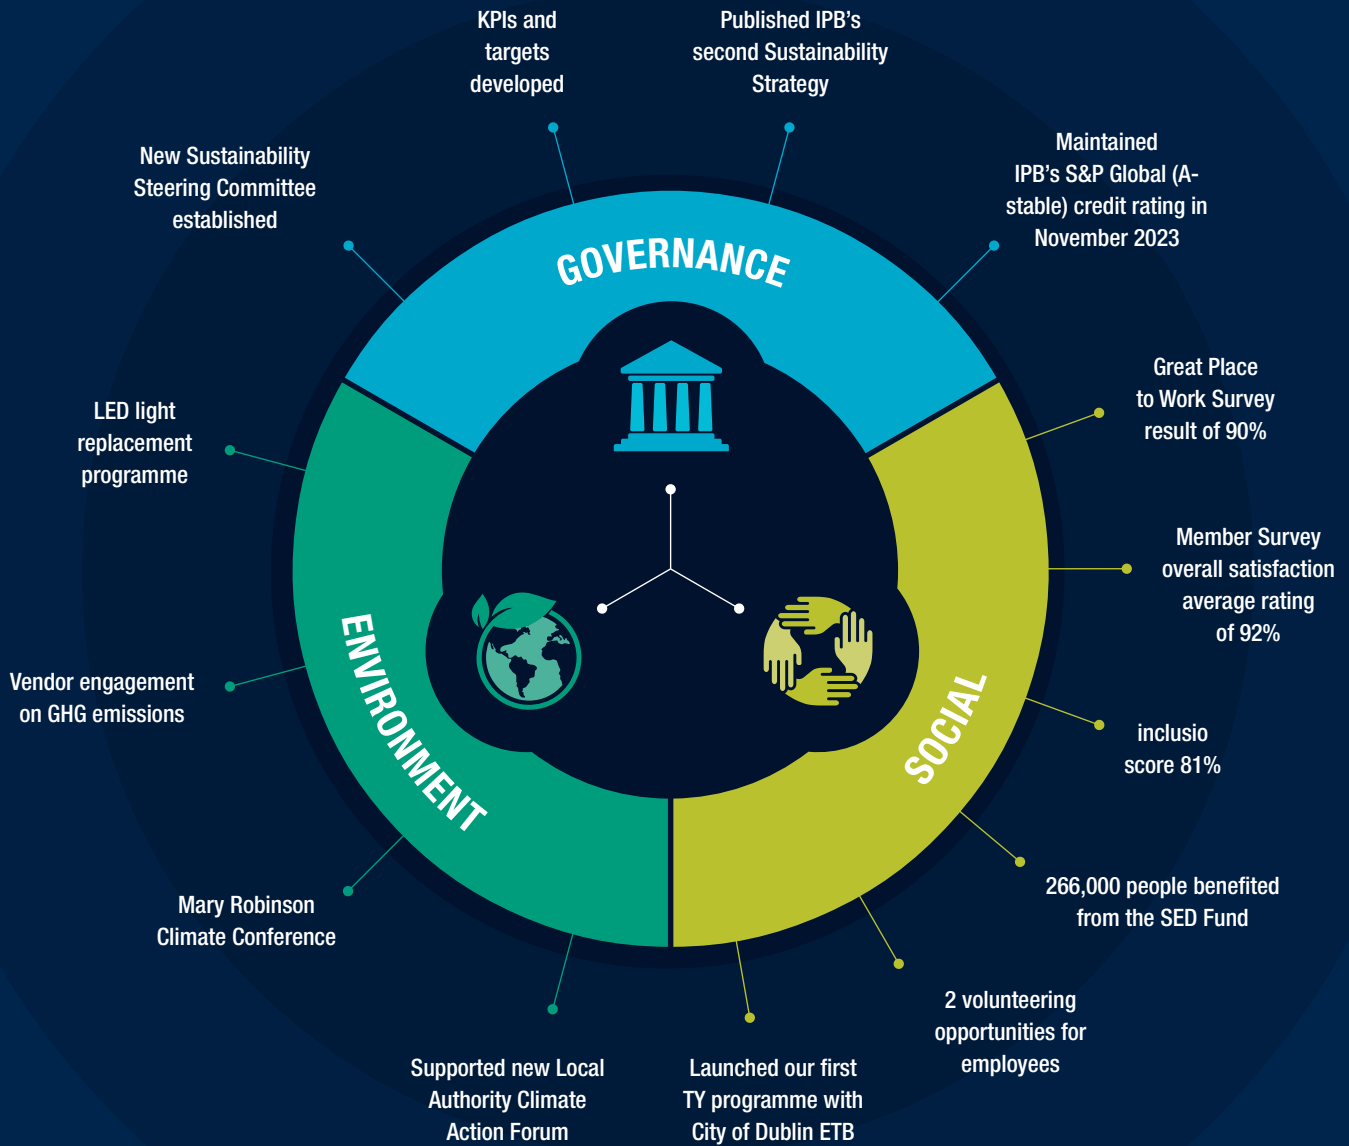 KPIs and
targets
developed
Published IPB’s
second Sustainability
Strategy
New Sustainability
Steering Committee
established
Maintained
IPB’s S&P Global (A-
stable) credit rating in
November 2023
GOVERNANCE
Great Place
to Work Survey
result of 90%
LED light
replacement
programme
Member Survey
overall satisfaction
average rating
of 92%
ENVIRONMENT
SOCIAL
Vendor engagement
on GHG emissions
inclusio
score 81%
Mary Robinson
Climate Conference
266,000 people benefited
from the SED Fund
2 volunteering
opportunities for
employees
Supported new Local
Authority Climate
Action Forum
Launched our first
TY programme with
City of Dublin ETB